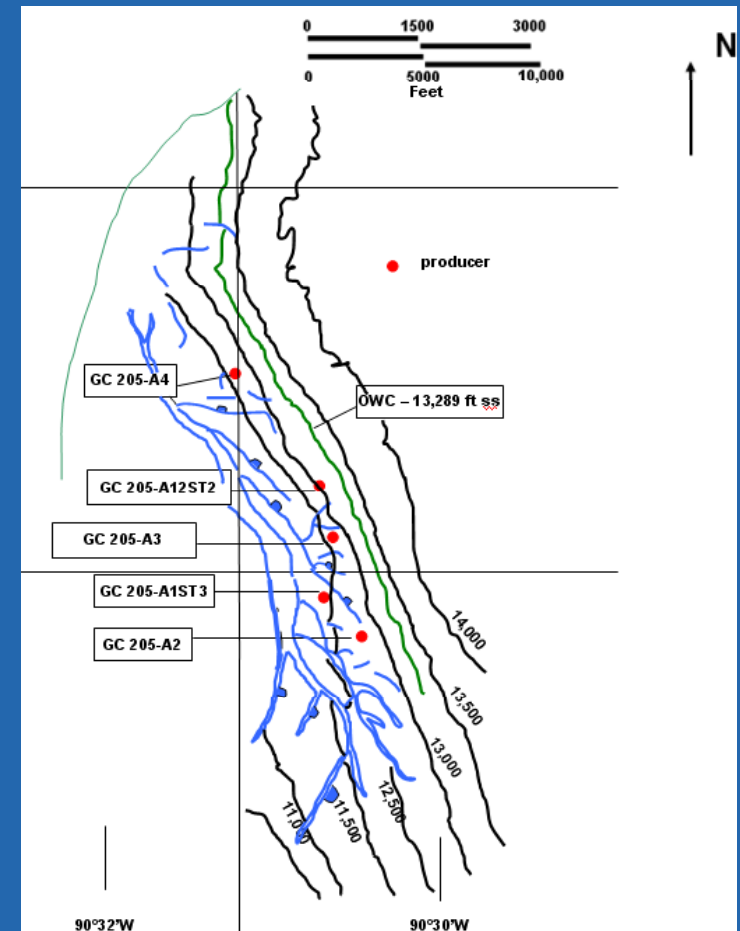 0 1500 3000
0 5000 10,000
Feet
N
producer
GC 205-A4
OWC – 13,289 ft ss
GC 205-A12ST2
GC 205-A3
GC 205-A1ST3
GC 205-A2
14,000
13,500
13,000
12,500
11,500
11,000
90°32'W 90°30'W